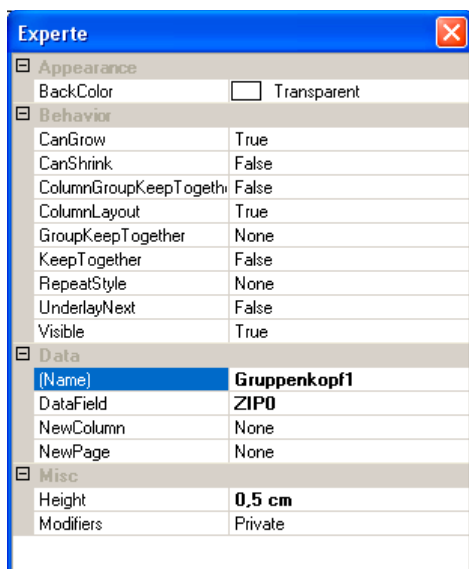 Experte
Appearance
BackColor Transparent
Behavior
CanGrow True
CanShrink False
ColumnGroupKeepTogeth False
ColumnLayout True
GroupKeepTogether None
KeepTogether False
RepeatStyle None
UnderlayNext False
Visible True
Data
(Name) Gruppenkopf1
DataField ZIP0
NewColumn None
NewPage None
Misc
Height 0,5 cm
Modifiers Private